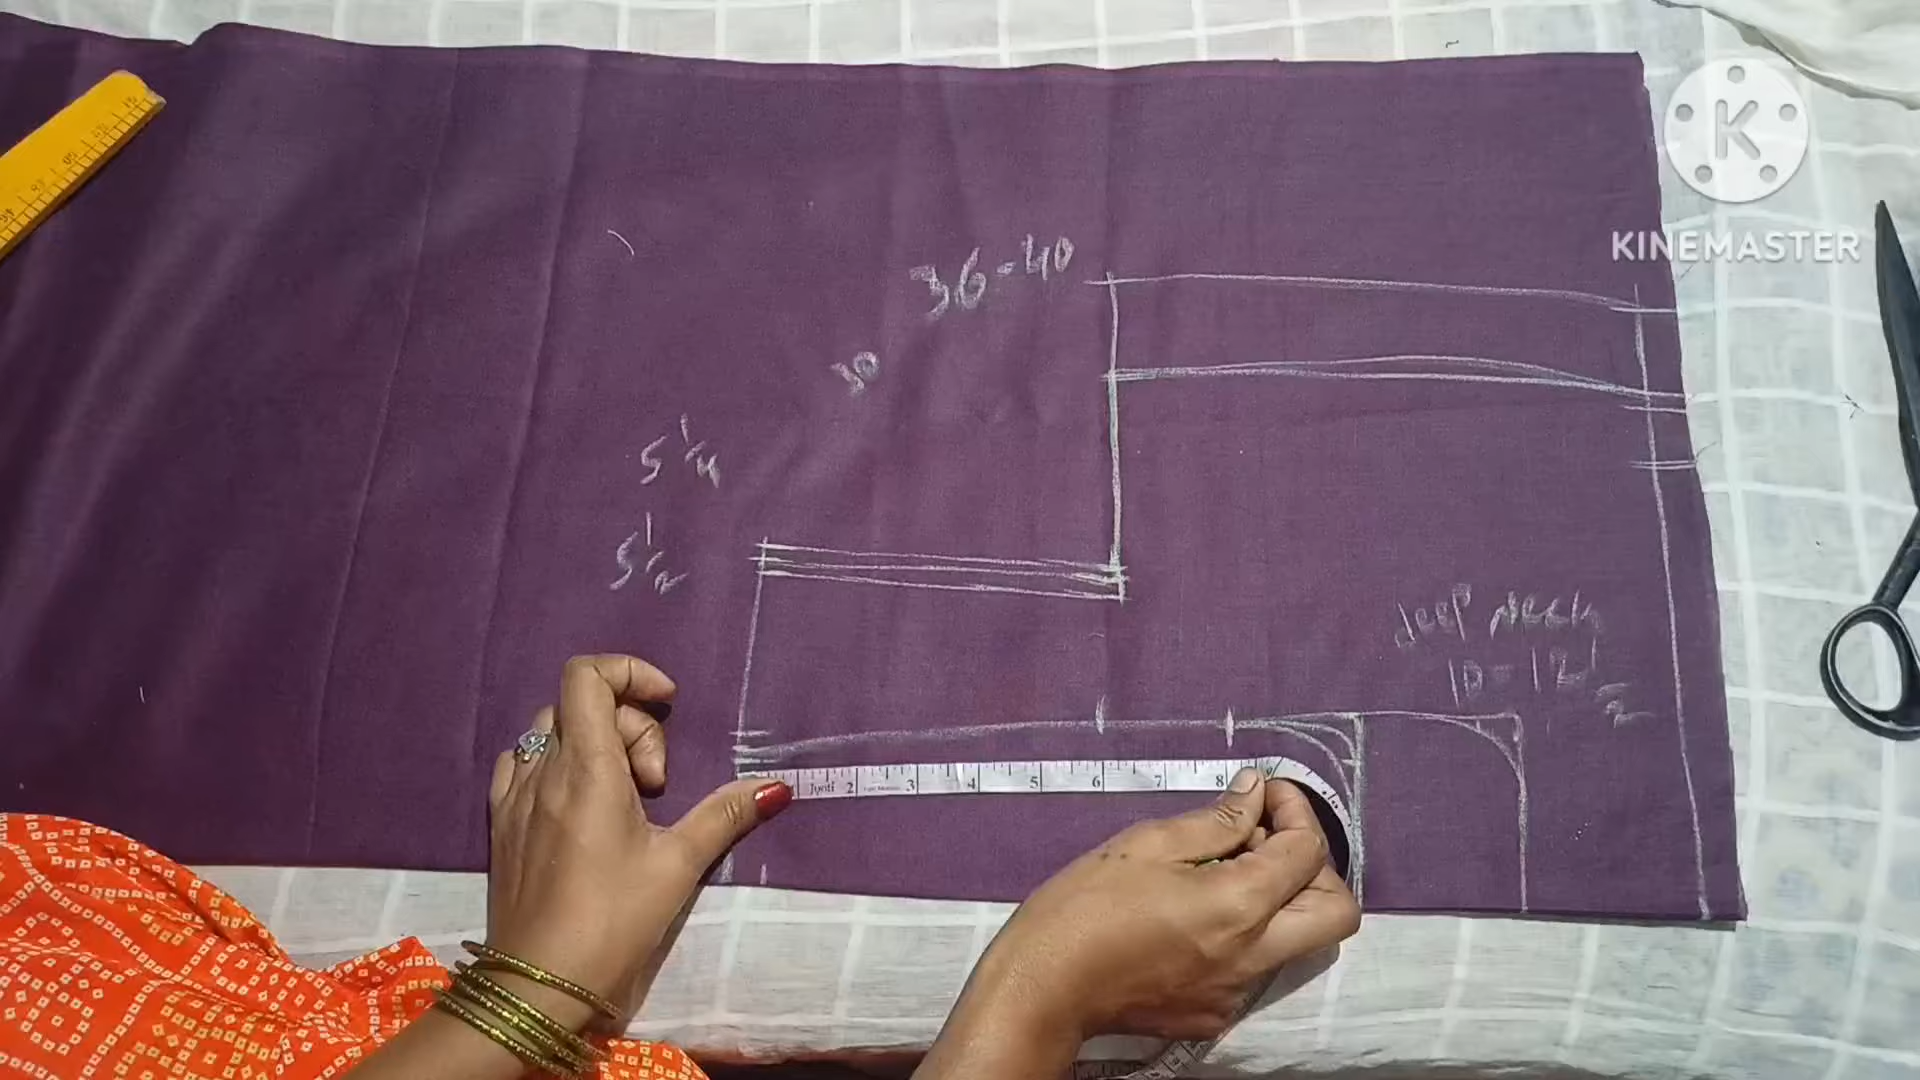 K
KINEMASTER
36-40
30
5 1/4
5 1/2
deep neck
10-12 1/2
Jyoti 2 3 4 5 6 7 8 9